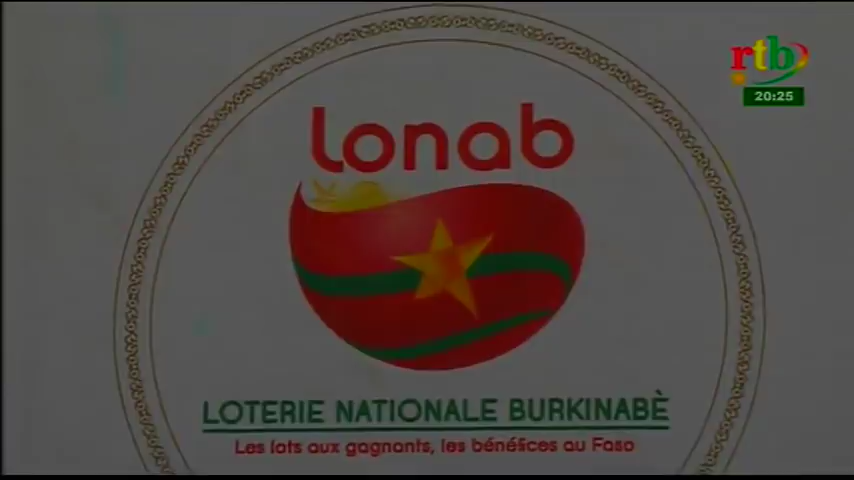 rtb
20:25
lonab
LOTERIE NATIONALE BURKINABÈ
Les lots aux gagnants, les bénéfices au Faso